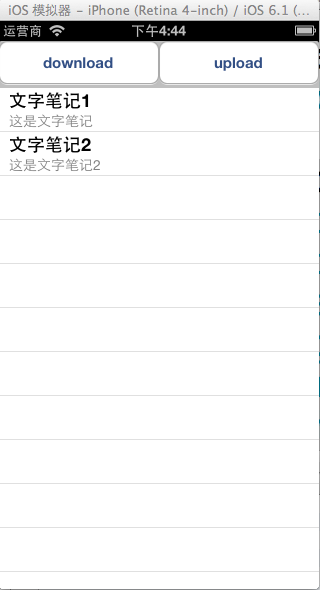 iOS 模拟器 – iPhone (Retina 4-inch) / iOS 6.1 (...
运营商 下午4:44
download upload
文字笔记1
这是文字笔记
文字笔记2
这是文字笔记2